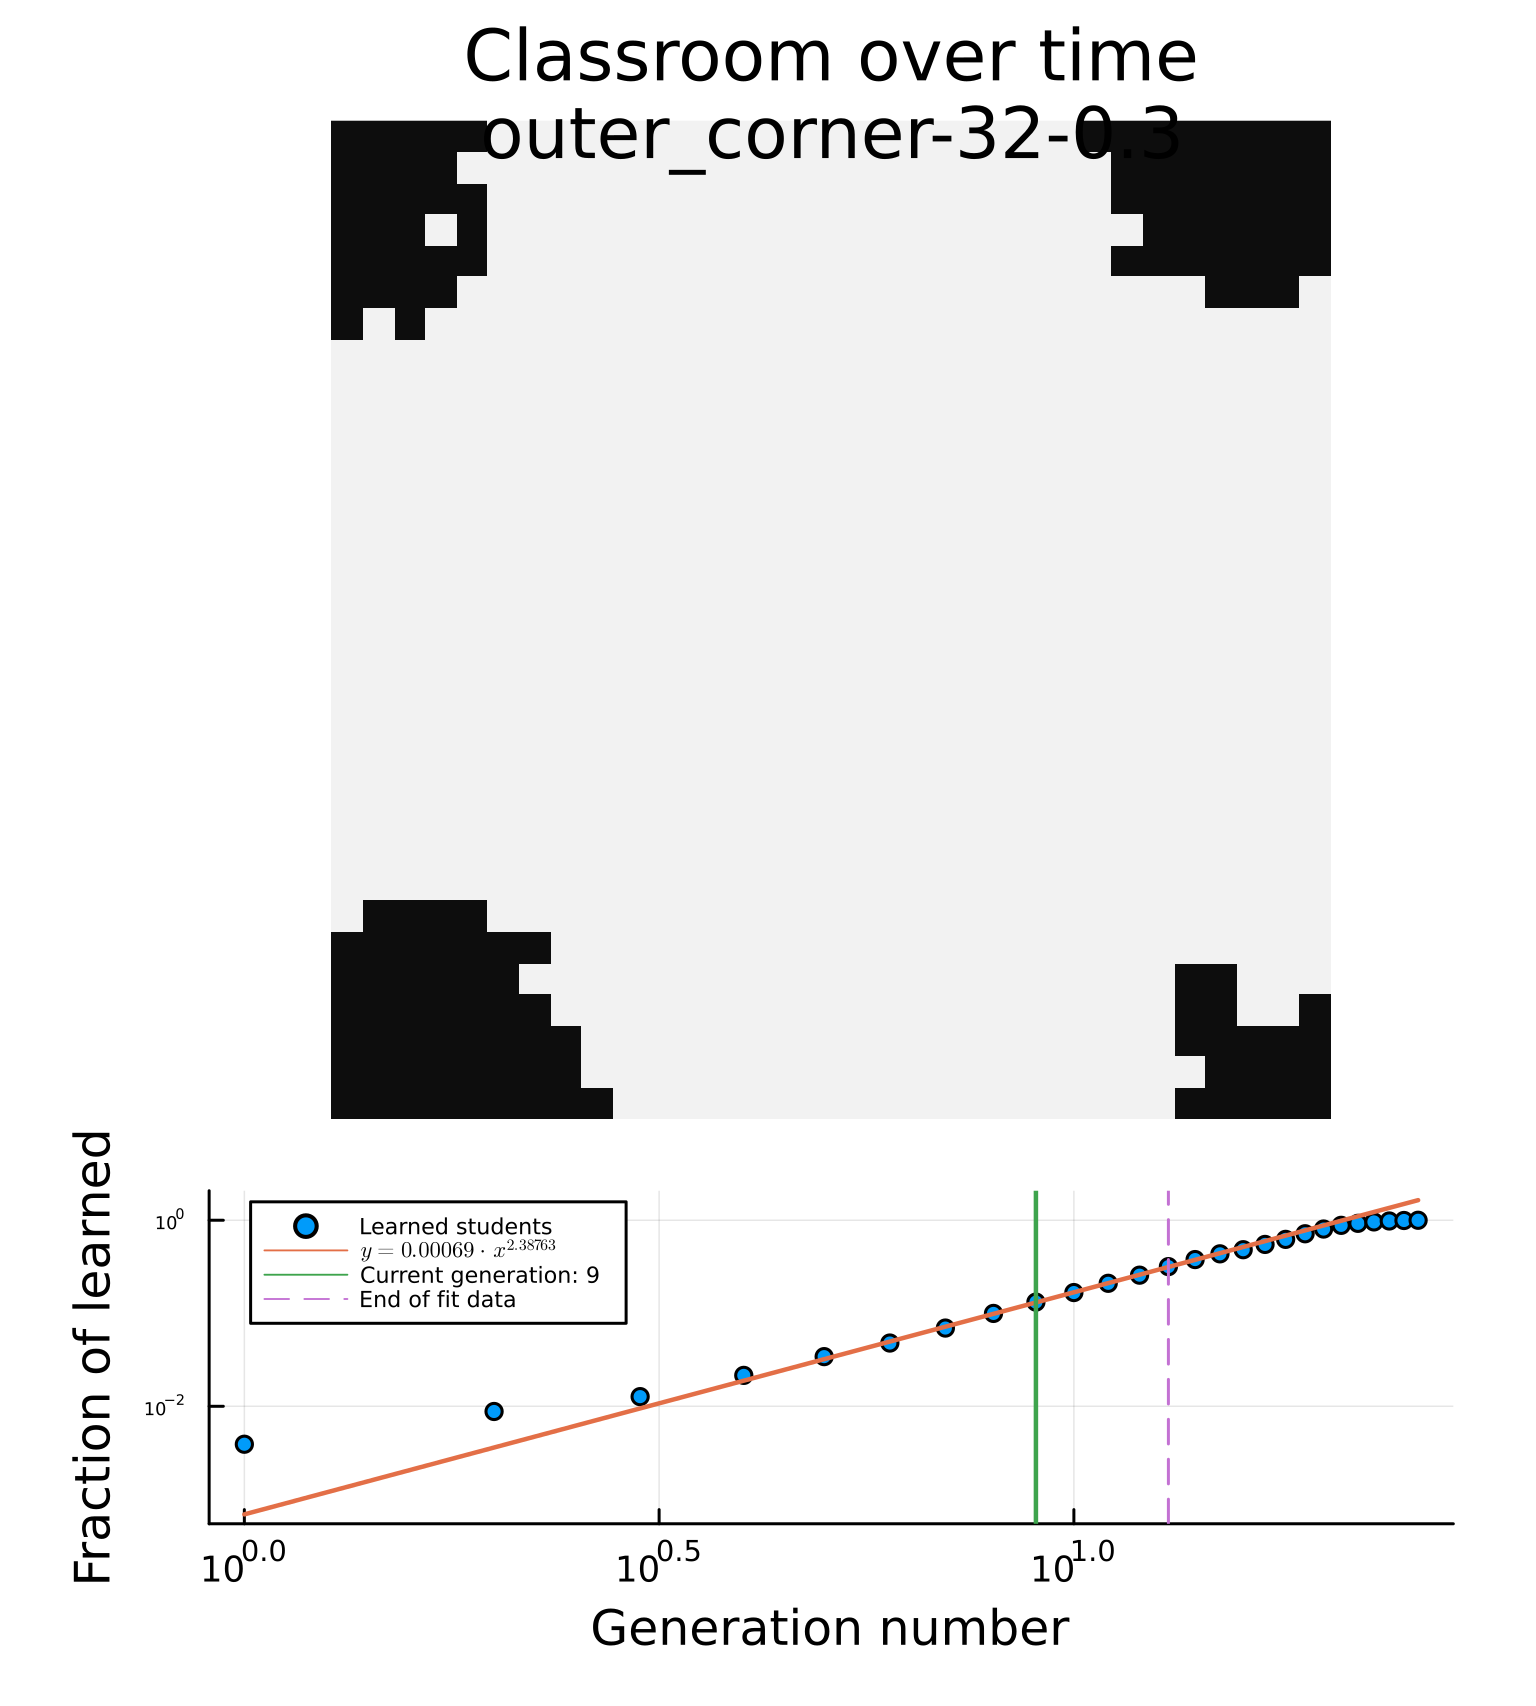 Classroom over time
outer_corner-32-0.3
Fraction of learned
10^0
10^−2
Learned students
y = 0.00069 · x^2.38763
Current generation: 9
End of fit data
10^0.0
10^0.5
10^1.0
Generation number